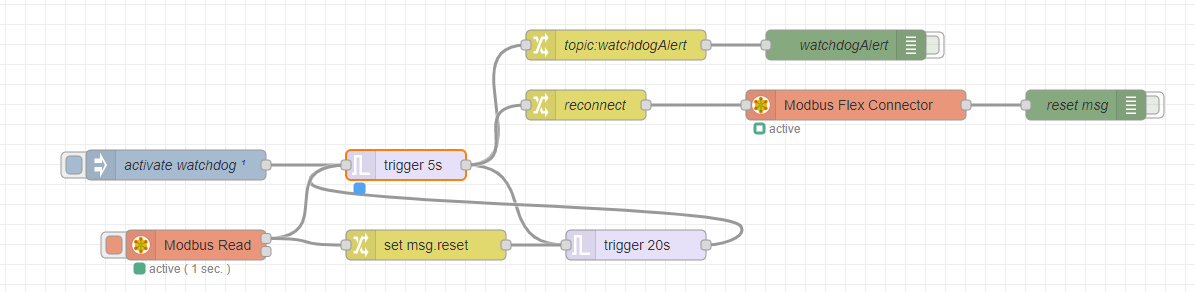 topic:watchdogAlert
watchdogAlert
reconnect
Modbus Flex Connector
reset msg
active
activate watchdog ¹
trigger 5s
Modbus Read
set msg.reset
trigger 20s
active ( 1 sec. )